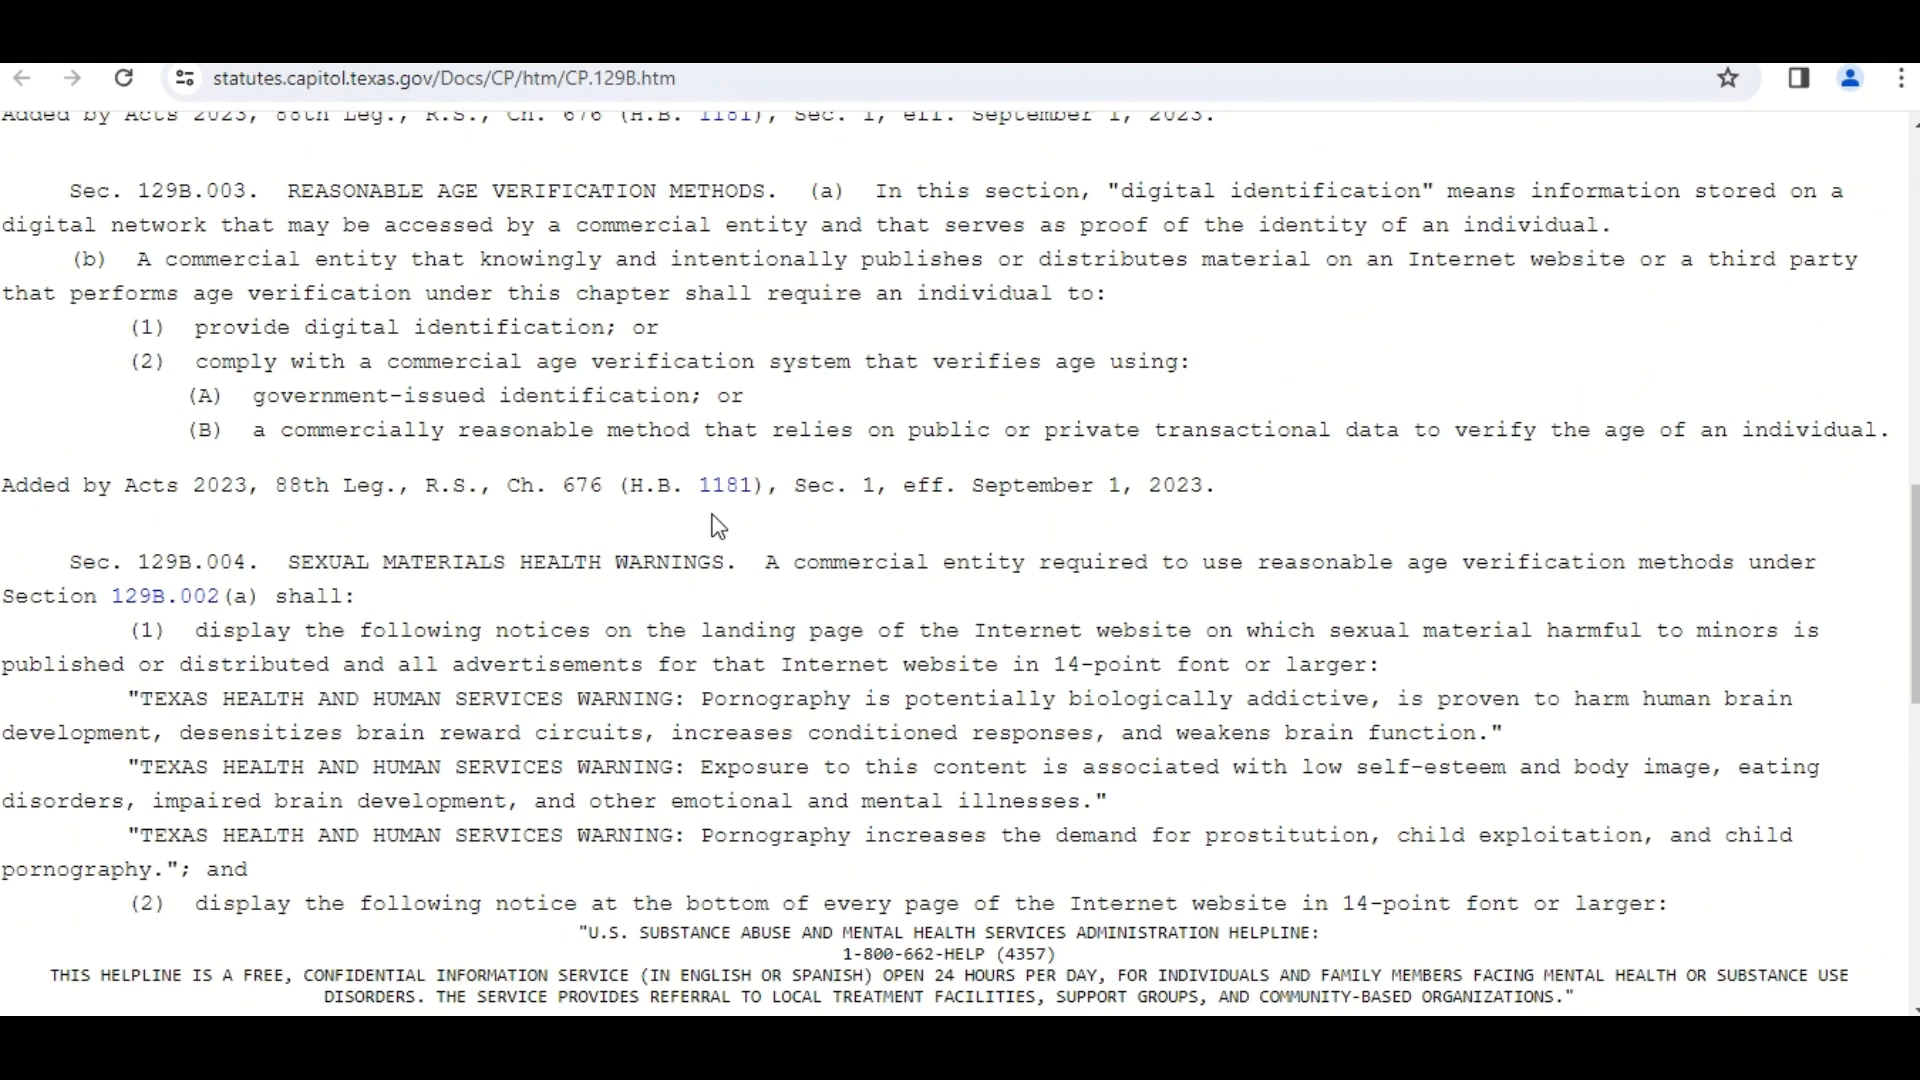 statutes.capitol.texas.gov/Docs/CP/htm/CP.129B.htm
Added by Acts 2023, 88th Leg., R.S., Ch. 676 (H.B. 1181), Sec. 1, eff. September 1, 2023.
Sec. 129B.003. REASONABLE AGE VERIFICATION METHODS. (a) In this section, "digital identification" means information stored on a
digital network that may be accessed by a commercial entity and that serves as proof of the identity of an individual.
(b) A commercial entity that knowingly and intentionally publishes or distributes material on an Internet website or a third party
that performs age verification under this chapter shall require an individual to:
(1) provide digital identification; or
(2) comply with a commercial age verification system that verifies age using:
(A) government-issued identification; or
(B) a commercially reasonable method that relies on public or private transactional data to verify the age of an individual.
Added by Acts 2023, 88th Leg., R.S., Ch. 676 (H.B. 1181), Sec. 1, eff. September 1, 2023.
Sec. 129B.004. SEXUAL MATERIALS HEALTH WARNINGS. A commercial entity required to use reasonable age verification methods under
Section 129B.002(a) shall:
(1) display the following notices on the landing page of the Internet website on which sexual material harmful to minors is
published or distributed and all advertisements for that Internet website in 14-point font or larger:
"TEXAS HEALTH AND HUMAN SERVICES WARNING: Pornography is potentially biologically addictive, is proven to harm human brain
development, desensitizes brain reward circuits, increases conditioned responses, and weakens brain function."
"TEXAS HEALTH AND HUMAN SERVICES WARNING: Exposure to this content is associated with low self-esteem and body image, eating
disorders, impaired brain development, and other emotional and mental illnesses."
"TEXAS HEALTH AND HUMAN SERVICES WARNING: Pornography increases the demand for prostitution, child exploitation, and child
pornography."; and
(2) display the following notice at the bottom of every page of the Internet website in 14-point font or larger:
"U.S. SUBSTANCE ABUSE AND MENTAL HEALTH SERVICES ADMINISTRATION HELPLINE:
1-800-662-HELP (4357)
THIS HELPLINE IS A FREE, CONFIDENTIAL INFORMATION SERVICE (IN ENGLISH OR SPANISH) OPEN 24 HOURS PER DAY, FOR INDIVIDUALS AND FAMILY MEMBERS FACING MENTAL HEALTH OR SUBSTANCE USE
DISORDERS. THE SERVICE PROVIDES REFERRAL TO LOCAL TREATMENT FACILITIES, SUPPORT GROUPS, AND COMMUNITY-BASED ORGANIZATIONS."